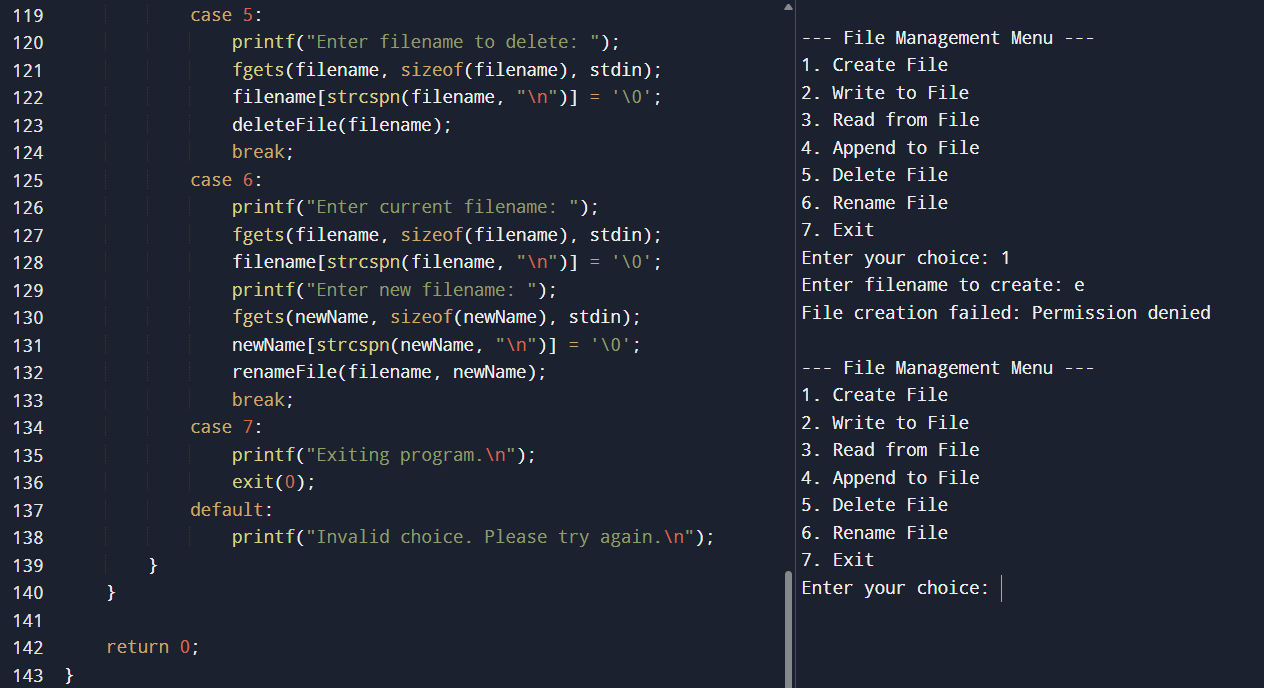 119 case 5:
120 printf("Enter filename to delete: ");
121 fgets(filename, sizeof(filename), stdin);
122 filename[strcspn(filename, "\n")] = '\0';
123 deleteFile(filename);
124 break;
125 case 6:
126 printf("Enter current filename: ");
127 fgets(filename, sizeof(filename), stdin);
128 filename[strcspn(filename, "\n")] = '\0';
129 printf("Enter new filename: ");
130 fgets(newName, sizeof(newName), stdin);
131 newName[strcspn(newName, "\n")] = '\0';
132 renameFile(filename, newName);
133 break;
134 case 7:
135 printf("Exiting program.\n");
136 exit(0);
137 default:
138 printf("Invalid choice. Please try again.\n");
139 }
140 }
141
142 return 0;
143 }
--- File Management Menu ---
1. Create File
2. Write to File
3. Read from File
4. Append to File
5. Delete File
6. Rename File
7. Exit
Enter your choice: 1
Enter filename to create: e
File creation failed: Permission denied
--- File Management Menu ---
1. Create File
2. Write to File
3. Read from File
4. Append to File
5. Delete File
6. Rename File
7. Exit
Enter your choice: